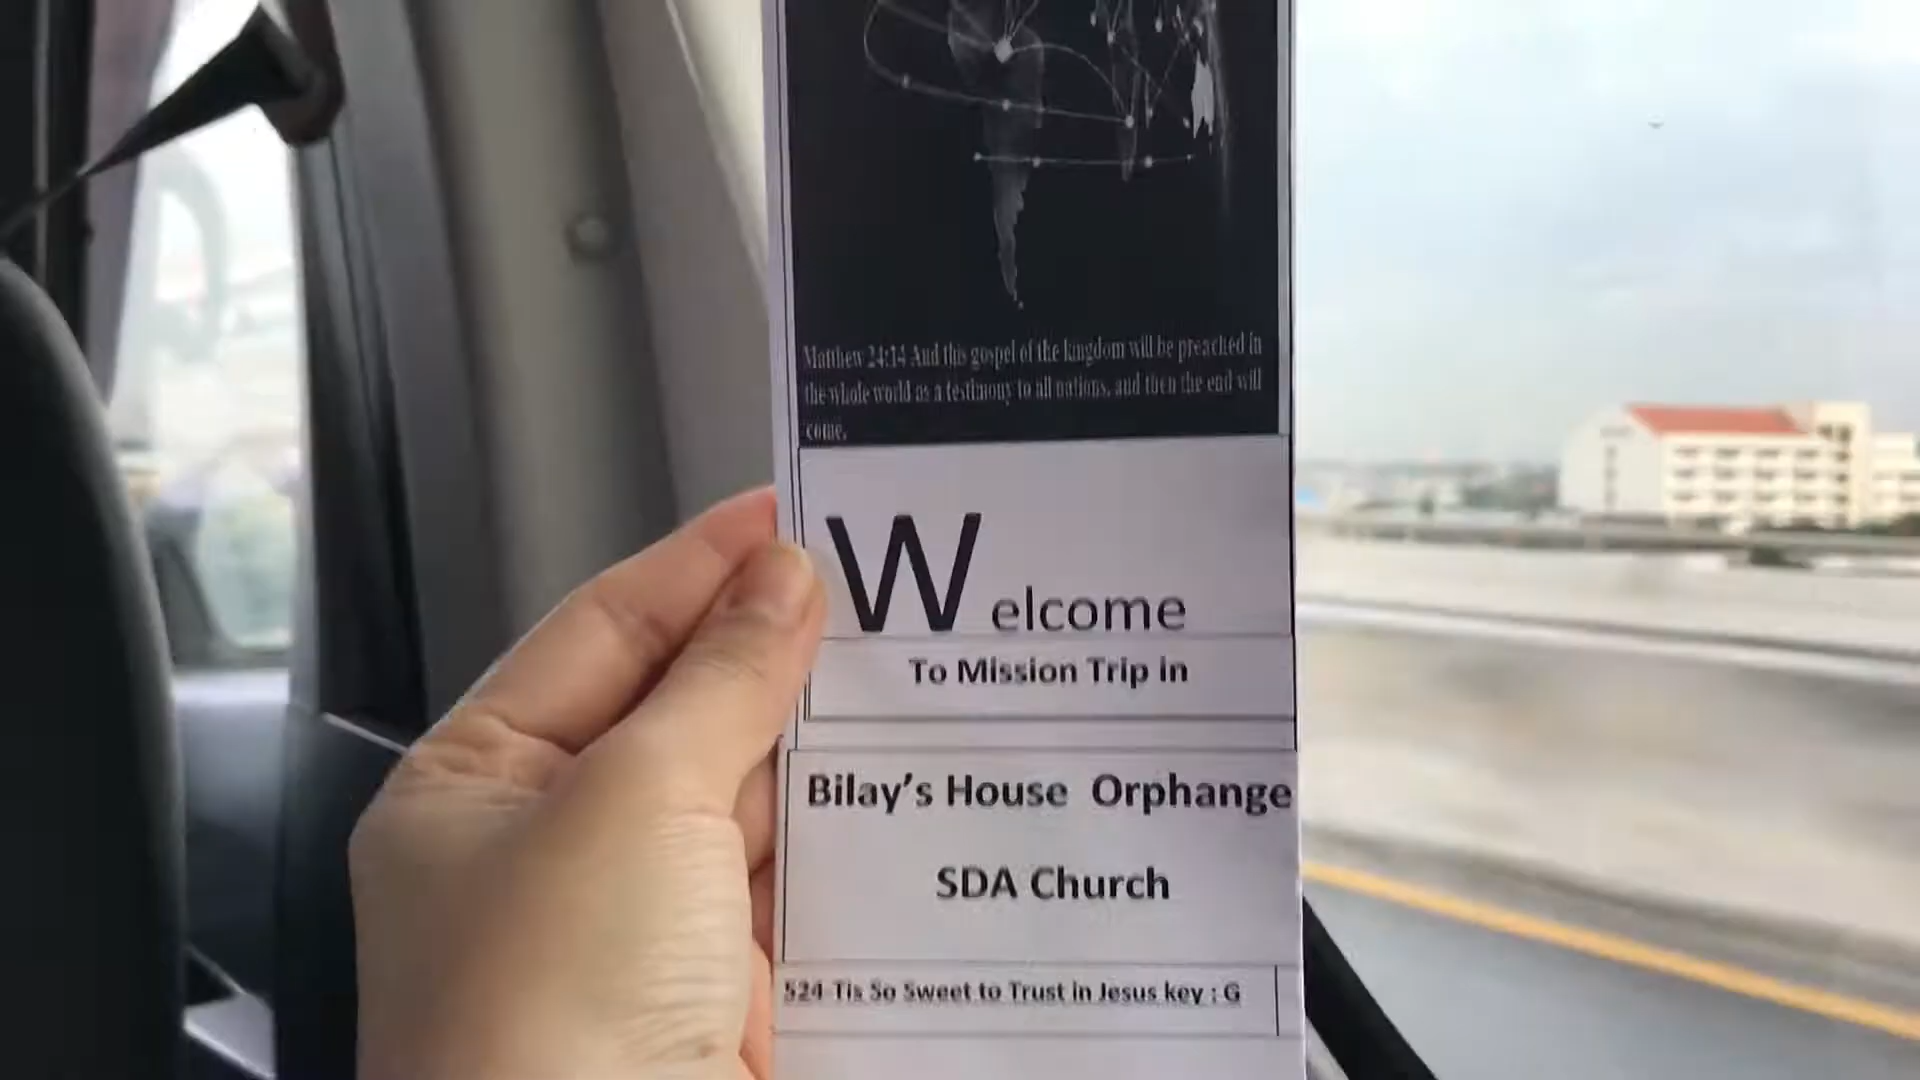 Matthew 24:14 And this gospel of the kingdom will be preached in
the whole world as a testimony to all nations, and then the end will
come.
Welcome
To Mission Trip in
Bilay's House Orphange
SDA Church
524 Tis So Sweet to Trust in Jesus key : G